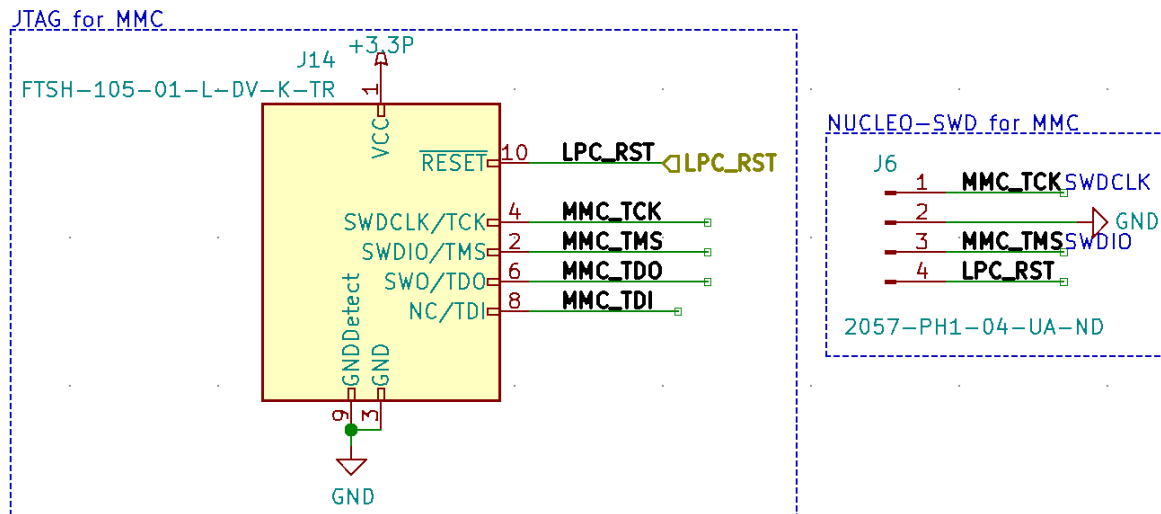 JTAG for MMC
+3.3P
J14
FTSH-105-01-L-DV-K-TR
1
VCC
RESET
10
LPC_RST
LPC_RST
SWDCLK/TCK
4
MMC_TCK
SWDIO/TMS
2
MMC_TMS
SWO/TDO
6
MMC_TDO
NC/TDI
8
MMC_TDI
GNDDetect
GND
9
3
GND
NUCLEO-SWD for MMC
J6
1
MMC_TCK
SWDCLK
2
GND
3
MMC_TMS
SWDIO
4
LPC_RST
2057-PH1-04-UA-ND